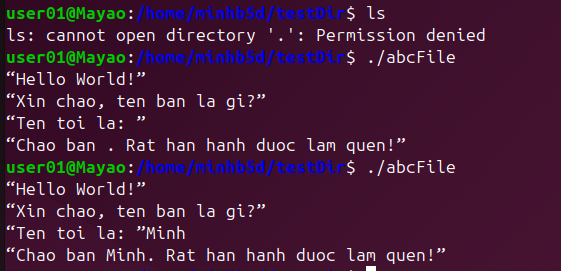 user01@Mayao:/home/minhb5d/testDir$ ls
ls: cannot open directory '.': Permission denied
user01@Mayao:/home/minhb5d/testDir$ ./abcFile
“Hello World!”
“Xin chao, ten ban la gi?”
“Ten toi la: ”
“Chao ban . Rat han hanh duoc lam quen!”
user01@Mayao:/home/minhb5d/testDir$ ./abcFile
“Hello World!”
“Xin chao, ten ban la gi?”
“Ten toi la: ”Minh
“Chao ban Minh. Rat han hanh duoc lam quen!”
user01@Mayao:/home/minhb5d/testDir$